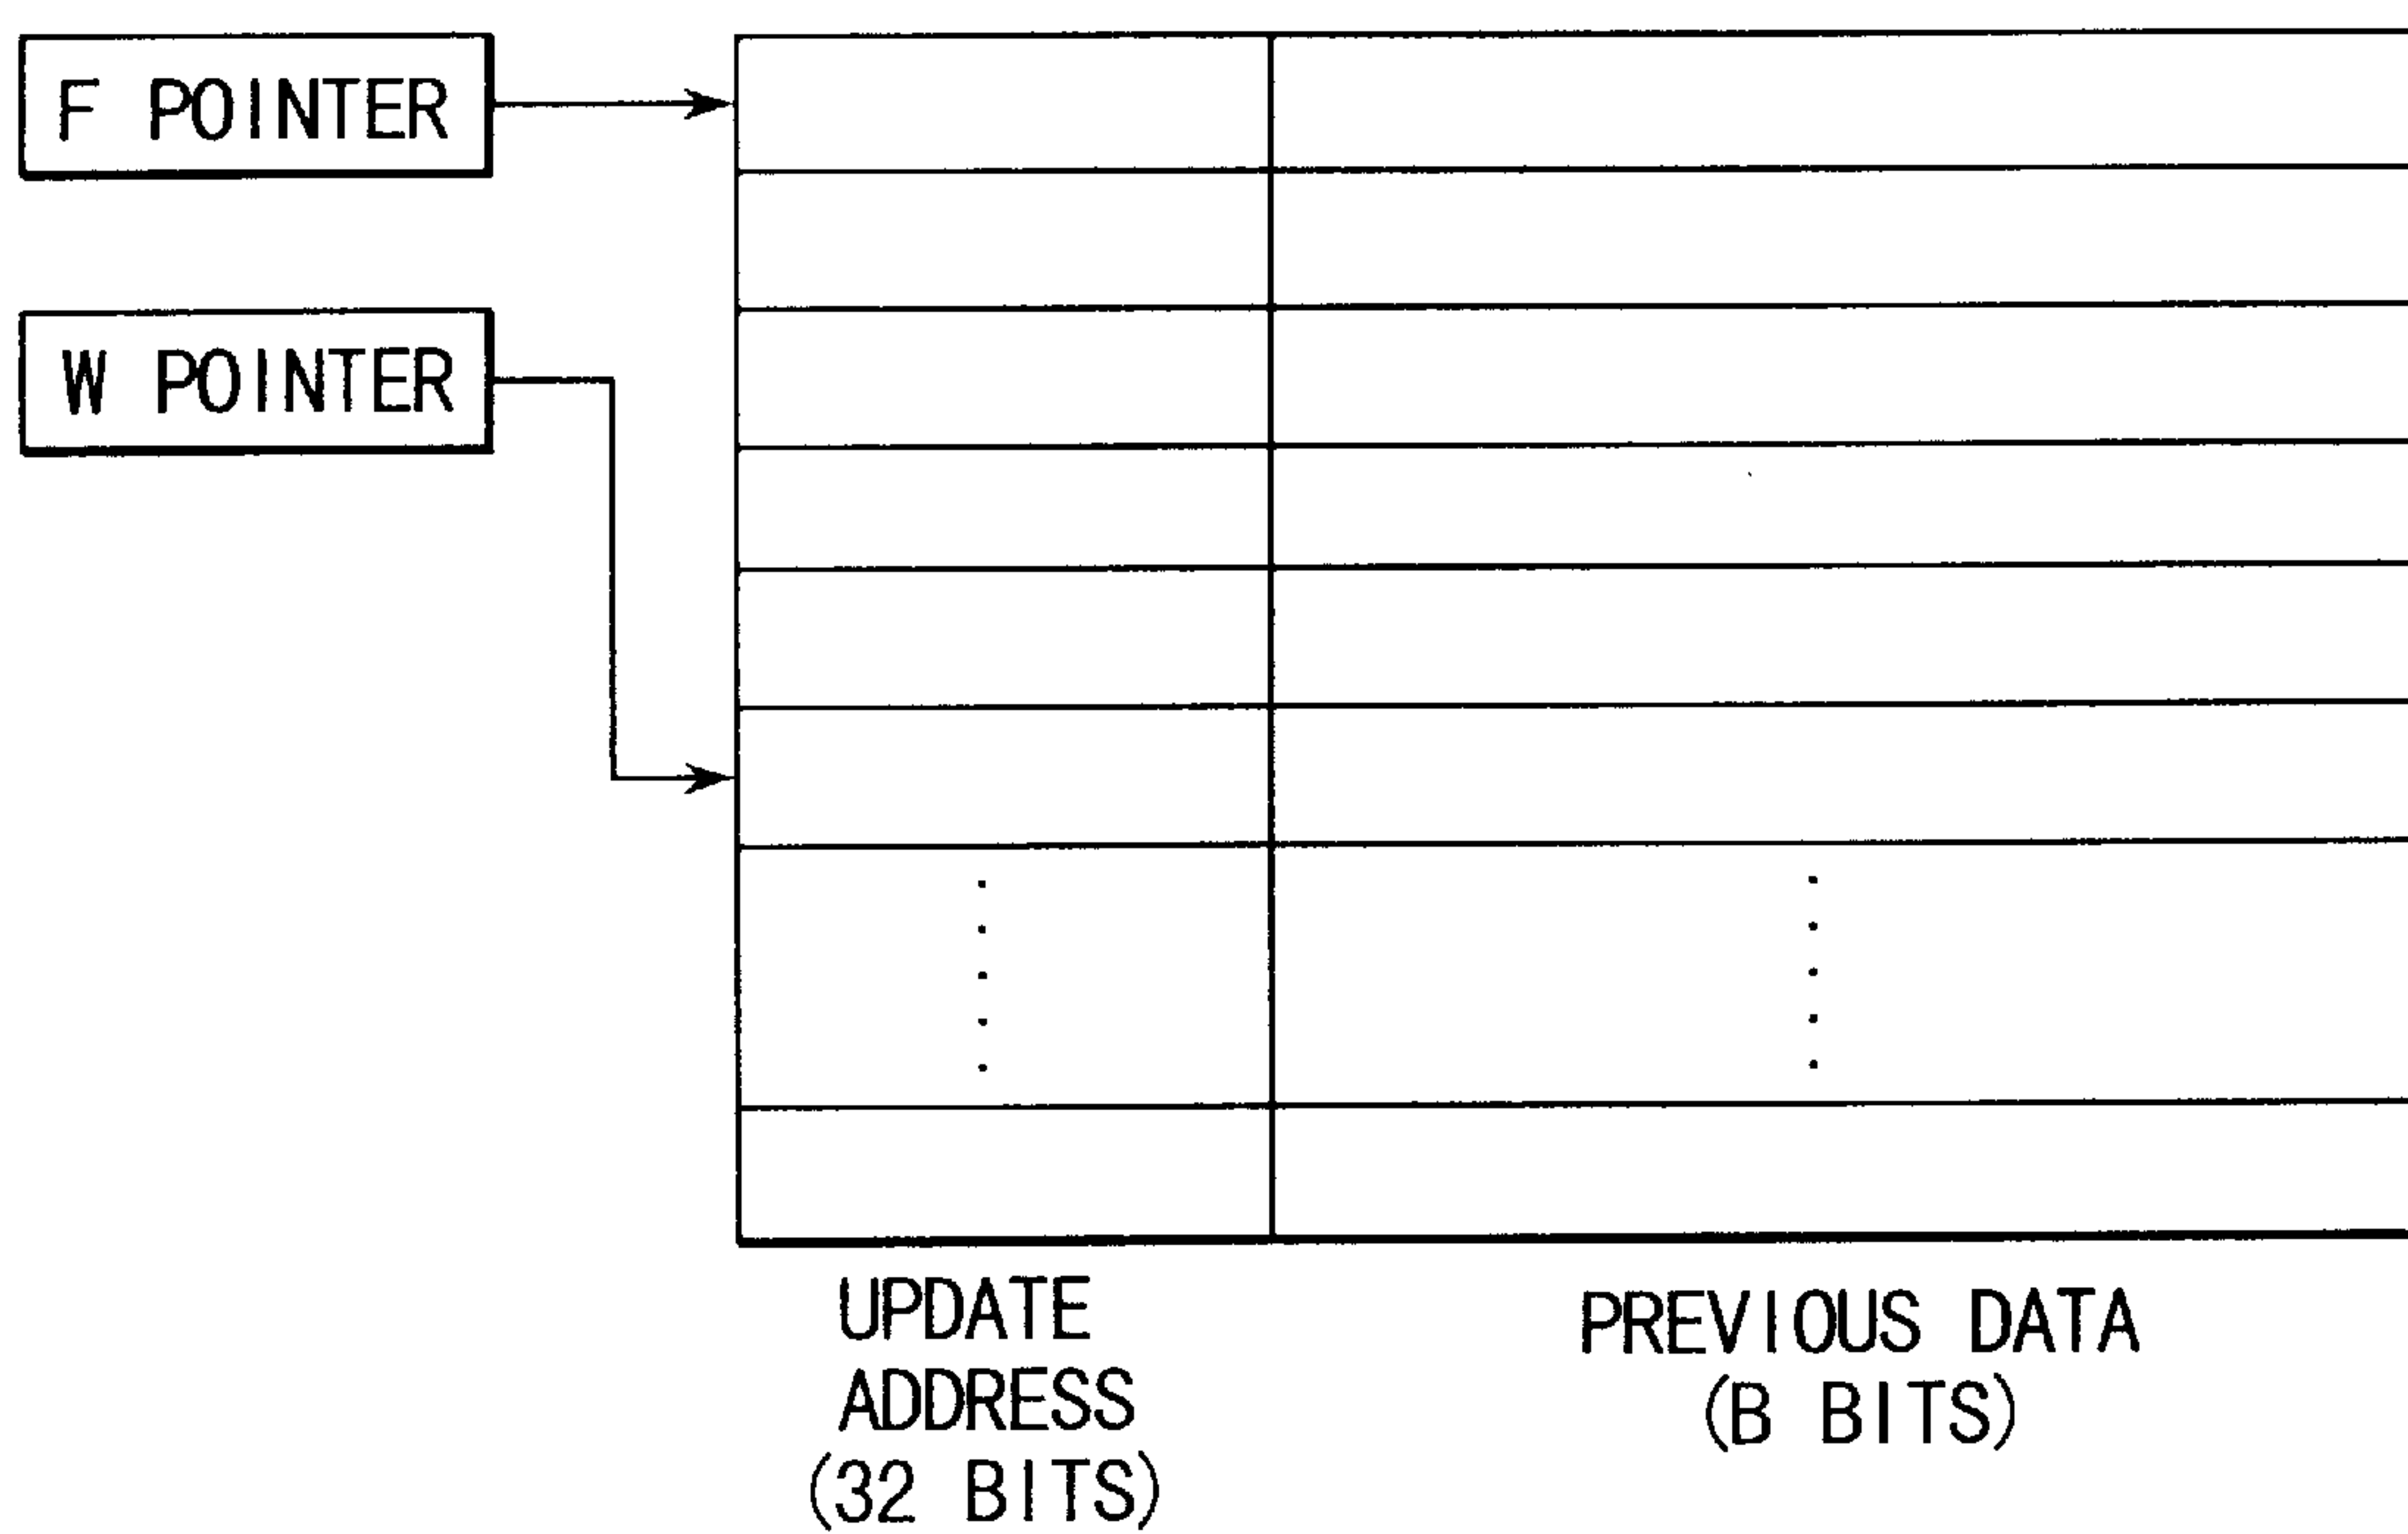 F POINTER
W POINTER
UPDATE
ADDRESS
(32 BITS)
PREVIOUS DATA
(B BITS)